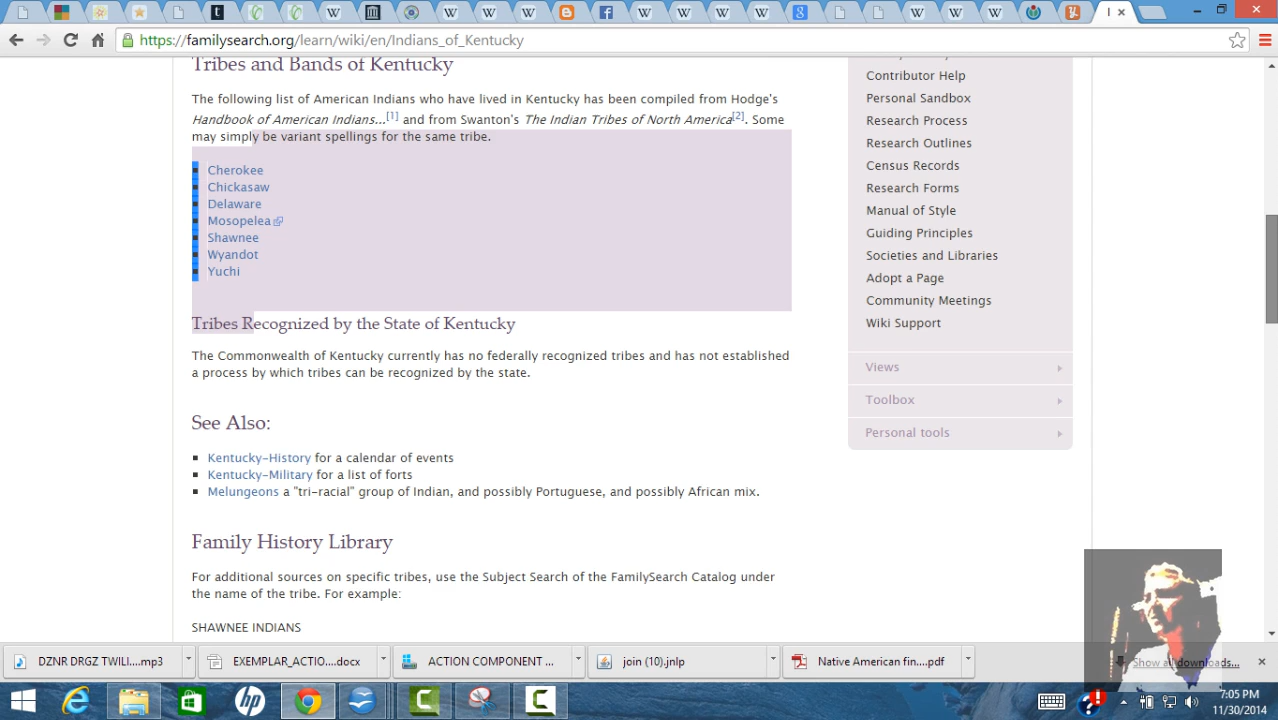 https://familysearch.org/learn/wiki/en/Indians_of_Kentucky
Tribes and Bands of Kentucky
The following list of American Indians who have lived in Kentucky has been compiled from Hodge's
Handbook of American Indians...[1] and from Swanton's The Indian Tribes of North America[2]. Some
may simply be variant spellings for the same tribe.
Cherokee
Chickasaw
Delaware
Mosopelea
Shawnee
Wyandot
Yuchi
Tribes Recognized by the State of Kentucky
The Commonwealth of Kentucky currently has no federally recognized tribes and has not established
a process by which tribes can be recognized by the state.
See Also:
Kentucky-History for a calendar of events
Kentucky-Military for a list of forts
Melungeons a "tri-racial" group of Indian, and possibly Portuguese, and possibly African mix.
Family History Library
For additional sources on specific tribes, use the Subject Search of the FamilySearch Catalog under
the name of the tribe. For example:
SHAWNEE INDIANS
Contributor Help
Personal Sandbox
Research Process
Research Outlines
Census Records
Research Forms
Manual of Style
Guiding Principles
Societies and Libraries
Adopt a Page
Community Meetings
Wiki Support
Views
Toolbox
Personal tools
DZNR DRGZ TWILI....mp3
EXEMPLAR_ACTIO....docx
ACTION COMPONENT ...
join (10).jnlp
Native American fin....pdf
Show all downloads...
7:05 PM
11/30/2014